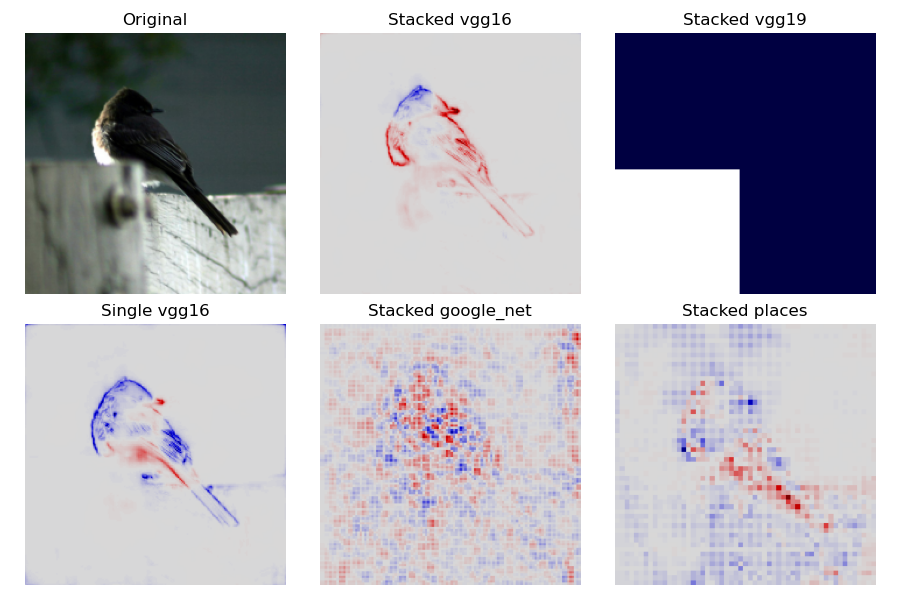 Original
Stacked vgg16
Stacked vgg19
Single vgg16
Stacked google_net
Stacked places